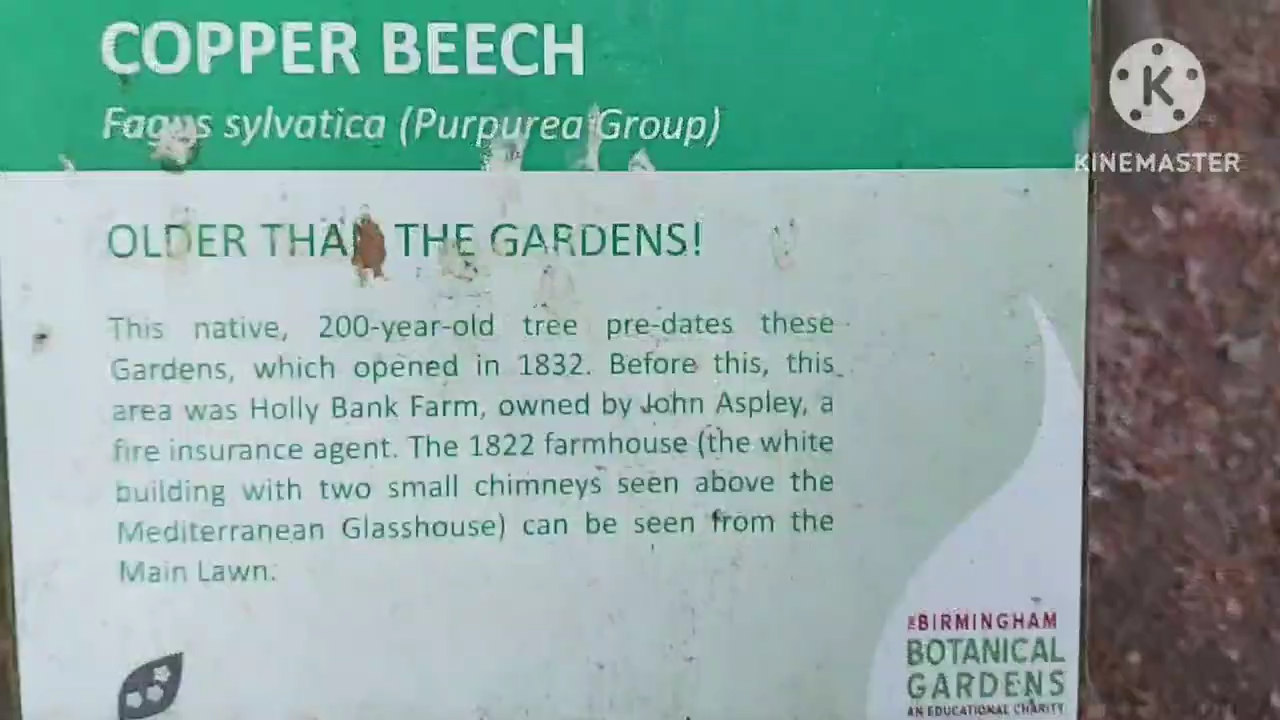 COPPER BEECH
Fagus sylvatica (Purpurea Group)
K
KINEMASTER
OLDER THAN THE GARDENS!
This native, 200-year-old tree pre-dates these
Gardens, which opened in 1832. Before this, this
area was Holly Bank Farm, owned by John Aspley, a
fire insurance agent. The 1822 farmhouse (the white
building with two small chimneys seen above the
Mediterranean Glasshouse) can be seen from the
Main Lawn.
THE BIRMINGHAM
BOTANICAL
GARDENS
AN EDUCATIONAL CHARITY